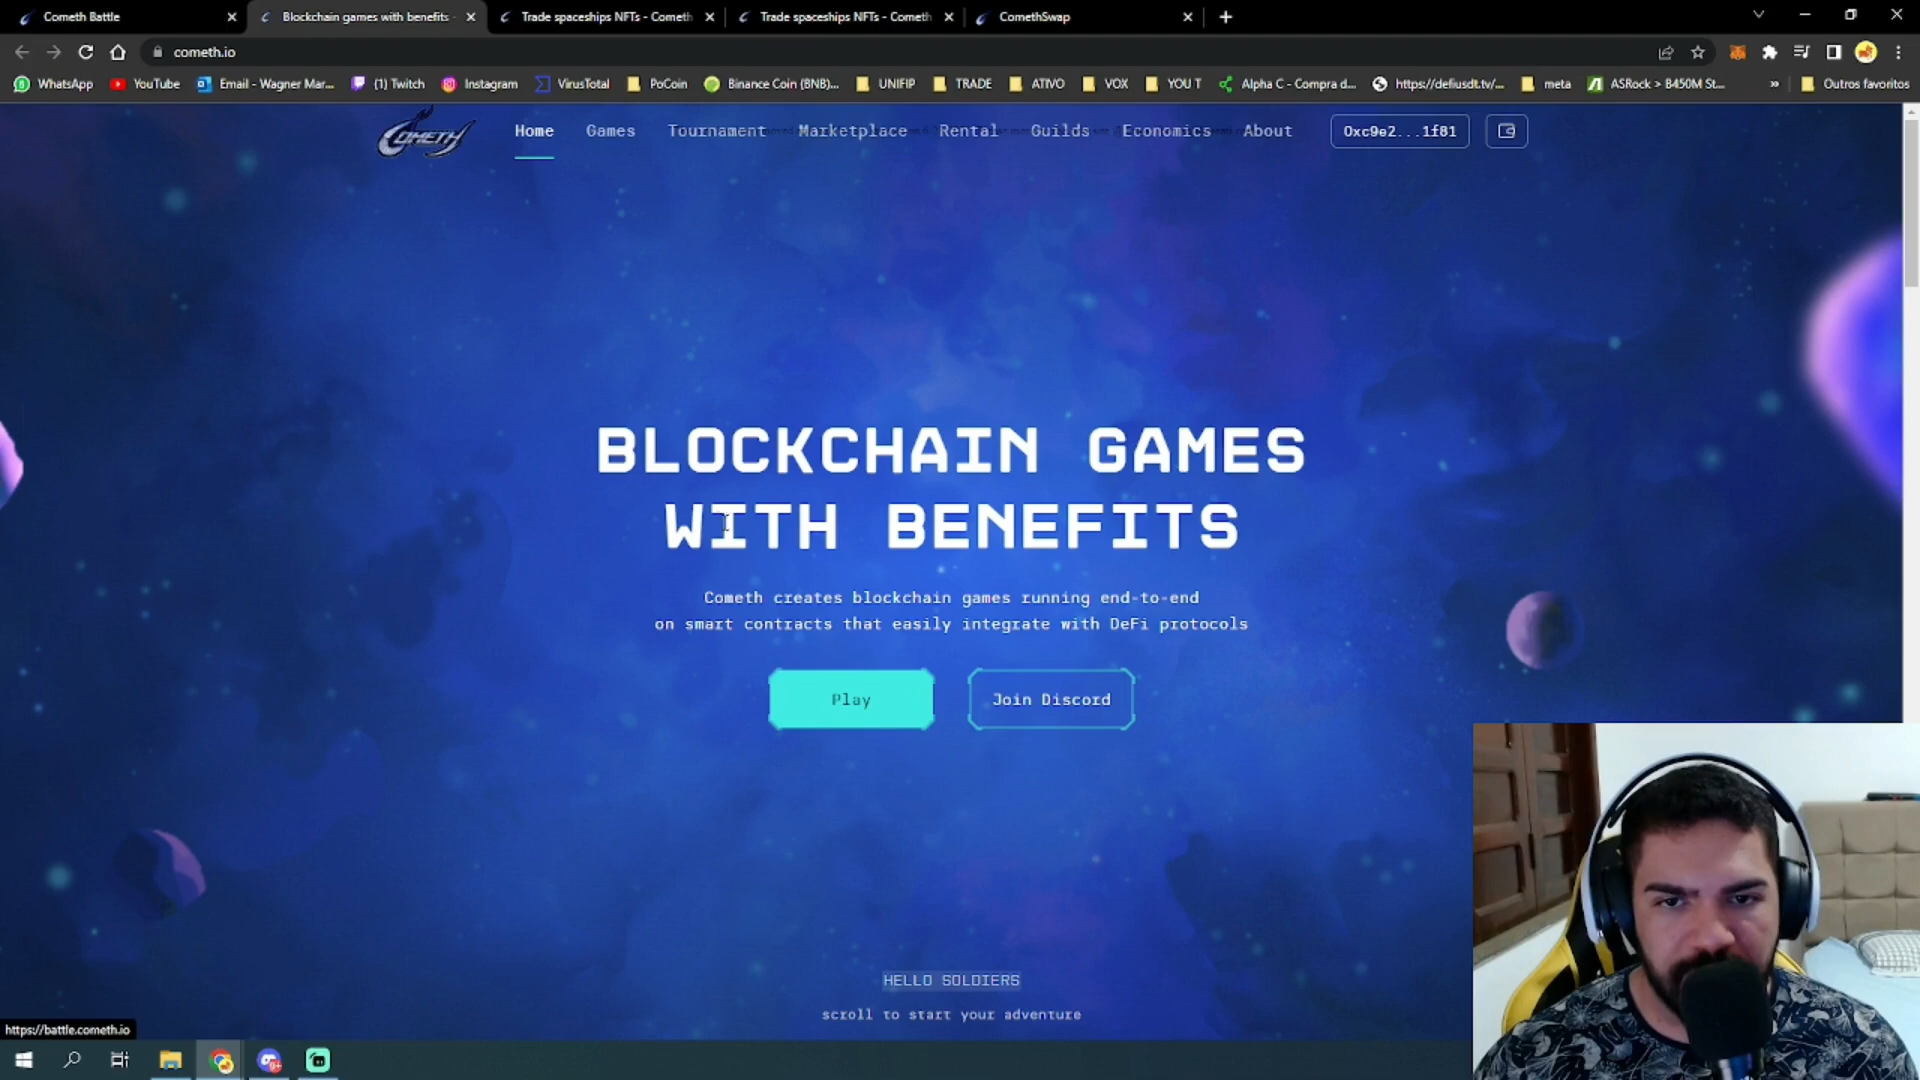 Cometh Battle
Blockchain games with benefits -
Trade spaceships NFTs - Cometh
Trade spaceships NFTs - Cometh
ComethSwap
cometh.io
WhatsApp
YouTube
Email - Wagner Mar...
(1) Twitch
Instagram
VirusTotal
PoCoin
Binance Coin (BNB)...
UNIFIP
TRADE
ATIVO
VOX
YOU T
Alpha C - Compra d...
https://defiusdt.tv/...
meta
ASRock > B450M St...
»
Outros favoritos
COMETH
Home
Games
Tournament
Marketplace
Rental
Guilds
Economics
About
0xc9e2...1f81
BLOCKCHAIN GAMES
WITH BENEFITS
Cometh creates blockchain games running end-to-end
on smart contracts that easily integrate with DeFi protocols
Play
Join Discord
HELLO SOLDIERS
scroll to start your adventure
https://battle.cometh.io